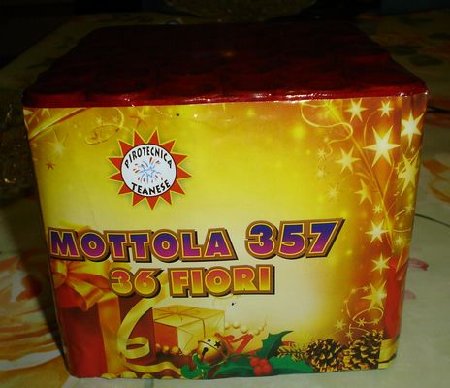 PIROTECNICA
TEANESE
MOTTOLA 357
36 FIORI